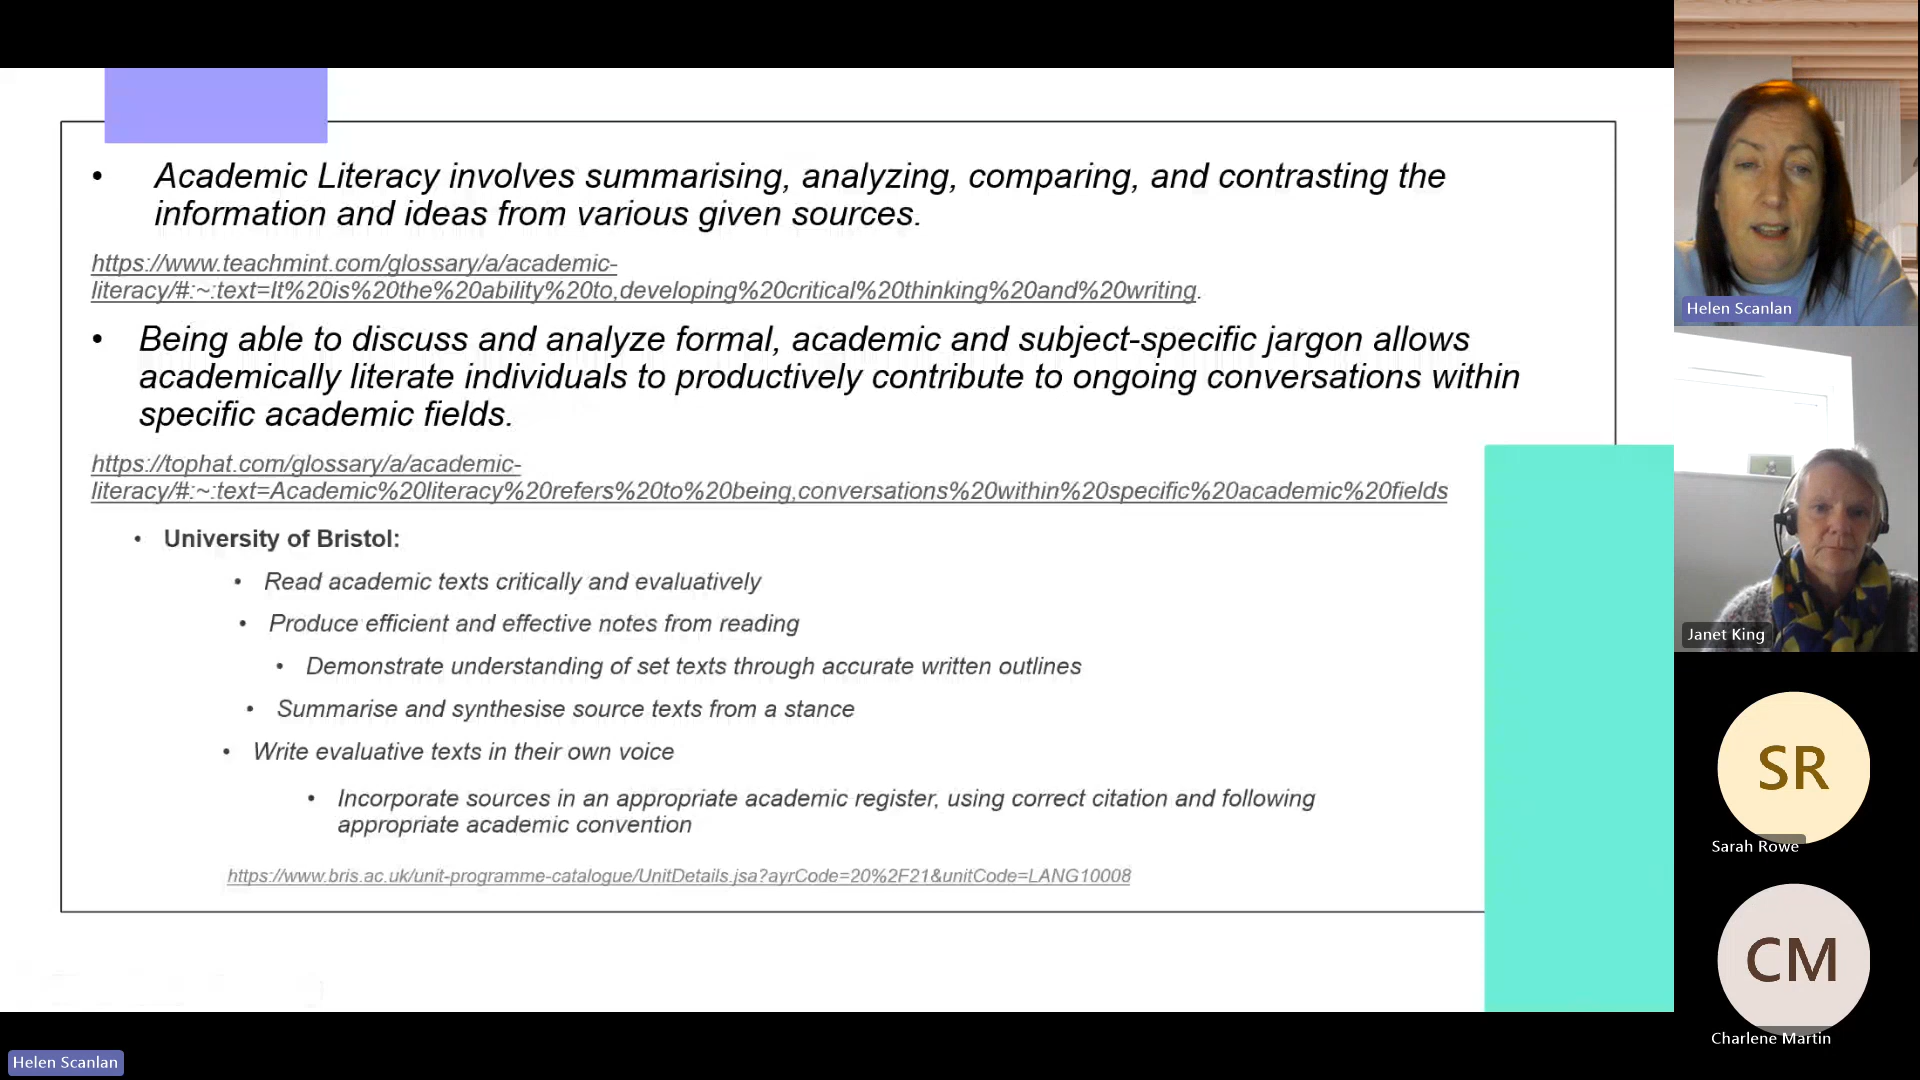 • Academic Literacy involves summarising, analyzing, comparing, and contrasting the
information and ideas from various given sources.
https://www.teachmint.com/glossary/a/academic-
literacy/#:~:text=It%20is%20the%20ability%20to,developing%20critical%20thinking%20and%20writing.
• Being able to discuss and analyze formal, academic and subject-specific jargon allows
academically literate individuals to productively contribute to ongoing conversations within
specific academic fields.
https://tophat.com/glossary/a/academic-
literacy/#:~:text=Academic%20literacy%20refers%20to%20being,conversations%20within%20specific%20academic%20fields
• University of Bristol:
• Read academic texts critically and evaluatively
• Produce efficient and effective notes from reading
• Demonstrate understanding of set texts through accurate written outlines
• Summarise and synthesise source texts from a stance
• Write evaluative texts in their own voice
• Incorporate sources in an appropriate academic register, using correct citation and following
appropriate academic convention
https://www.bris.ac.uk/unit-programme-catalogue/UnitDetails.jsa?ayrCode=20%2F21&unitCode=LANG10008
Helen Scanlan
Helen Scanlan
Janet King
SR
Sarah Rowe
CM
Charlene Martin